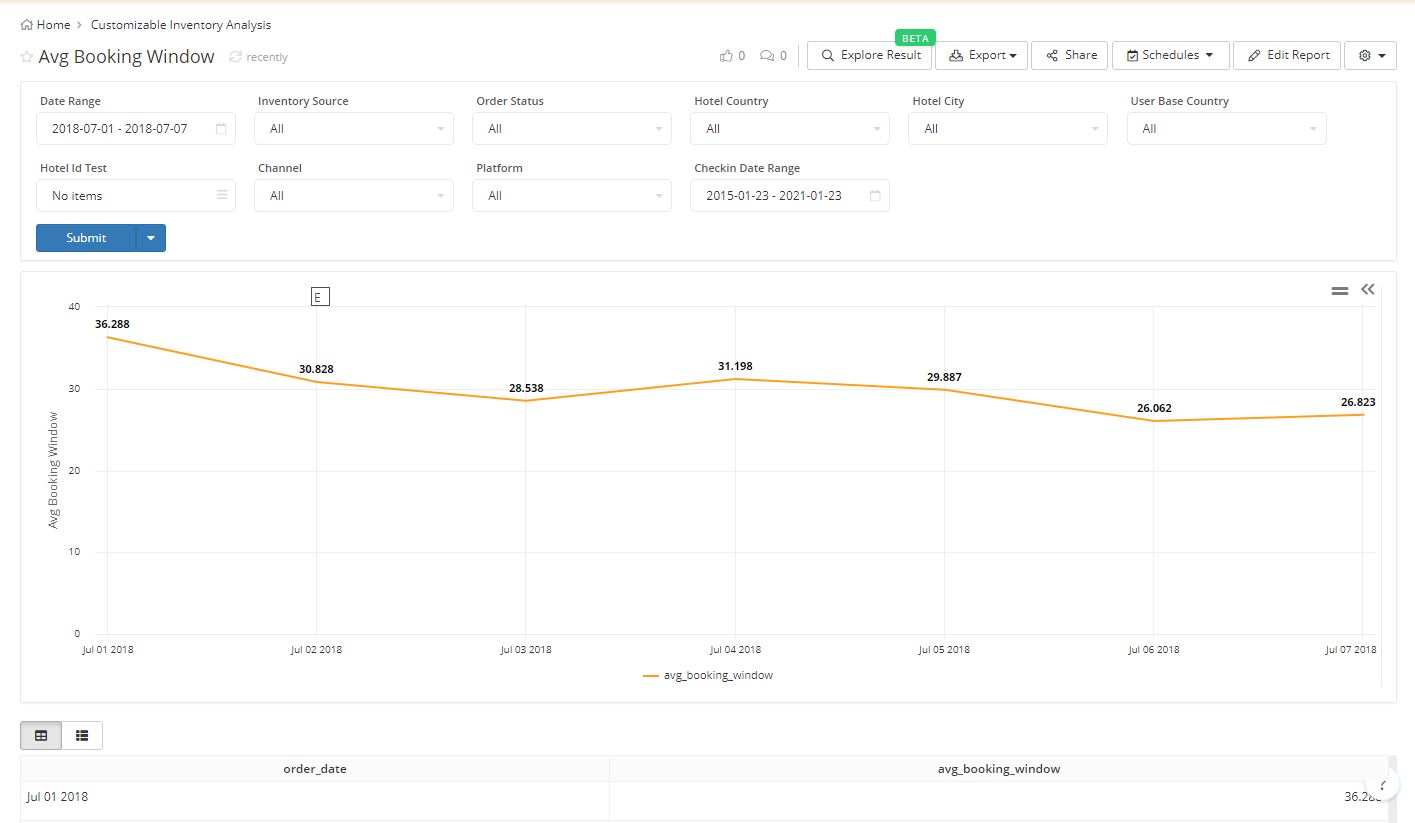 Home > Customizable Inventory Analysis
Avg Booking Window recently
0 0 Explore Result BETA Export Share Schedules Edit Report
Date Range Inventory Source Order Status Hotel Country Hotel City User Base Country
2018-07-01 - 2018-07-07 All All All All All
Hotel Id Test Channel Platform Checkin Date Range
No items All All 2015-01-23 - 2021-01-23
Submit
E
40
30
20
10
0
Avg Booking Window
36.288 30.828 28.538 31.198 29.887 26.062 26.823
Jul 01 2018 Jul 02 2018 Jul 03 2018 Jul 04 2018 Jul 05 2018 Jul 06 2018 Jul 07 2018
avg_booking_window
order_date avg_booking_window
Jul 01 2018